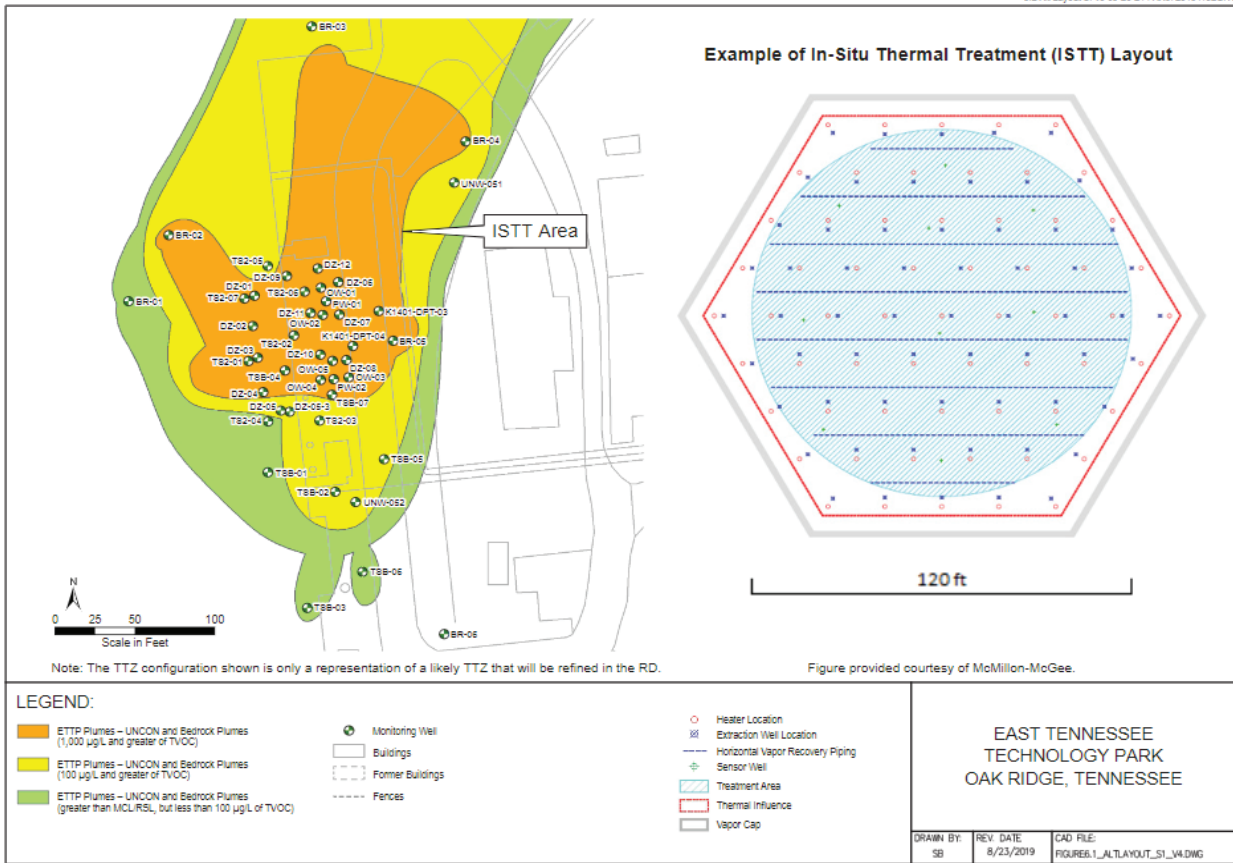 BR-03
BR-04
UNW-051
ISTT Area
BR-02
TS2-05
DZ-12
DZ-09
DZ-06
DZ-01
TS2-06
OW-01
TS2-07
PW-01
BR-01
K1401-DPT-03
DZ-11
DZ-07
OW-02
DZ-02
K1401-DPT-04
TS2-02
BR-05
DZ-03
DZ-10
TS2-01
DZ-08
OW-05
TSB-04
OW-03
OW-04
PW-02
DZ-04
TSB-07
DZ-05
DZ-05-3
TS2-04
TS2-03
TSB-05
TSB-01
TSB-02
UNW-052
TSB-06
TSB-03
BR-06
N
0 25 50 100
Scale in Feet
Note: The TTZ configuration shown is only a representation of a likely TTZ that will be refined in the RD.
Example of In-Situ Thermal Treatment (ISTT) Layout
120 ft
Figure provided courtesy of McMillon-McGee.
LEGEND:
ETTP Plumes – UNCON and Bedrock Plumes
(1,000 µg/L and greater of TVOC)
ETTP Plumes – UNCON and Bedrock Plumes
(100 µg/L and greater of TVOC)
ETTP Plumes – UNCON and Bedrock Plumes
(greater than MCL/RSL, but less than 100 µg/L of TVOC)
Monitoring Well
Buildings
Former Buildings
Fences
Heater Location
Extraction Well Location
Horizontal Vapor Recovery Piping
Sensor Well
Treatment Area
Thermal Influence
Vapor Cap
EAST TENNESSEE
TECHNOLOGY PARK
OAK RIDGE, TENNESSEE
DRAWN BY:
SB
REV. DATE
8/23/2019
CAD FILE:
FIGURE6.1_ALTLAYOUT_S1_V4.DWG